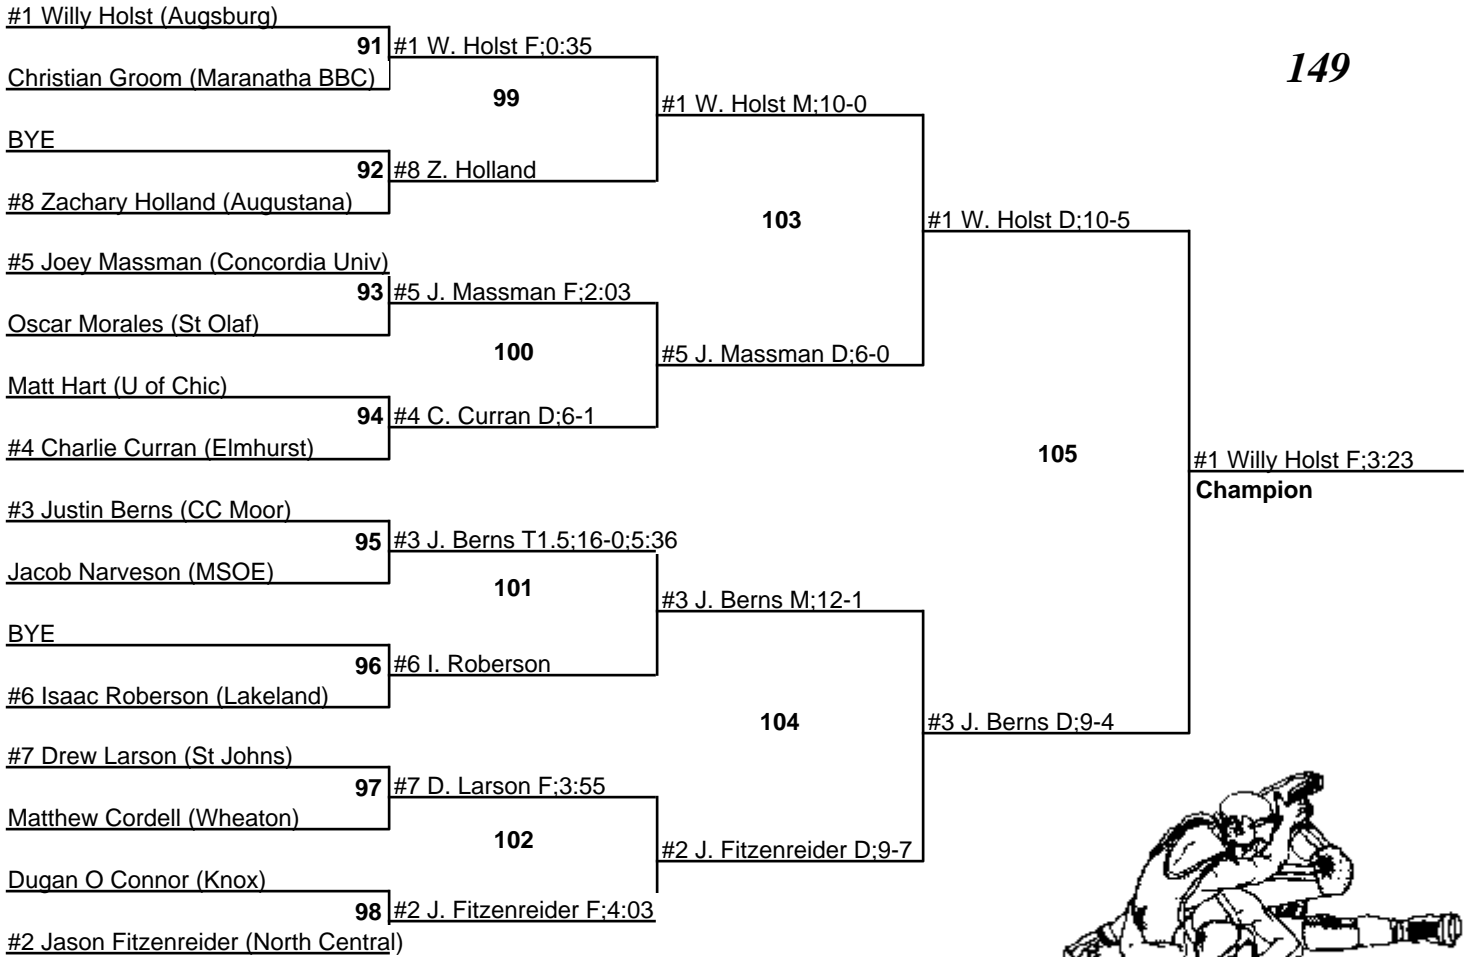 #1 Willy Holst (Augsburg)
91
#1 W. Holst F;0:35
149
Christian Groom (Maranatha BBC)
99
#1 W. Holst M;10-0
BYE
92
#8 Z. Holland
#8 Zachary Holland (Augustana)
103
#1 W. Holst D;10-5
#5 Joey Massman (Concordia Univ)
93
#5 J. Massman F;2:03
Oscar Morales (St Olaf)
100
#5 J. Massman D;6-0
Matt Hart (U of Chic)
94
#4 C. Curran D;6-1
#4 Charlie Curran (Elmhurst)
105
#1 Willy Holst F;3:23
Champion
#3 Justin Berns (CC Moor)
95
#3 J. Berns T1.5;16-0;5:36
Jacob Narveson (MSOE)
101
#3 J. Berns M;12-1
BYE
96
#6 I. Roberson
#6 Isaac Roberson (Lakeland)
104
#3 J. Berns D;9-4
#7 Drew Larson (St Johns)
97
#7 D. Larson F;3:55
Matthew Cordell (Wheaton)
102
#2 J. Fitzenreider D;9-7
Dugan O Connor (Knox)
98
#2 J. Fitzenreider F;4:03
#2 Jason Fitzenreider (North Central)